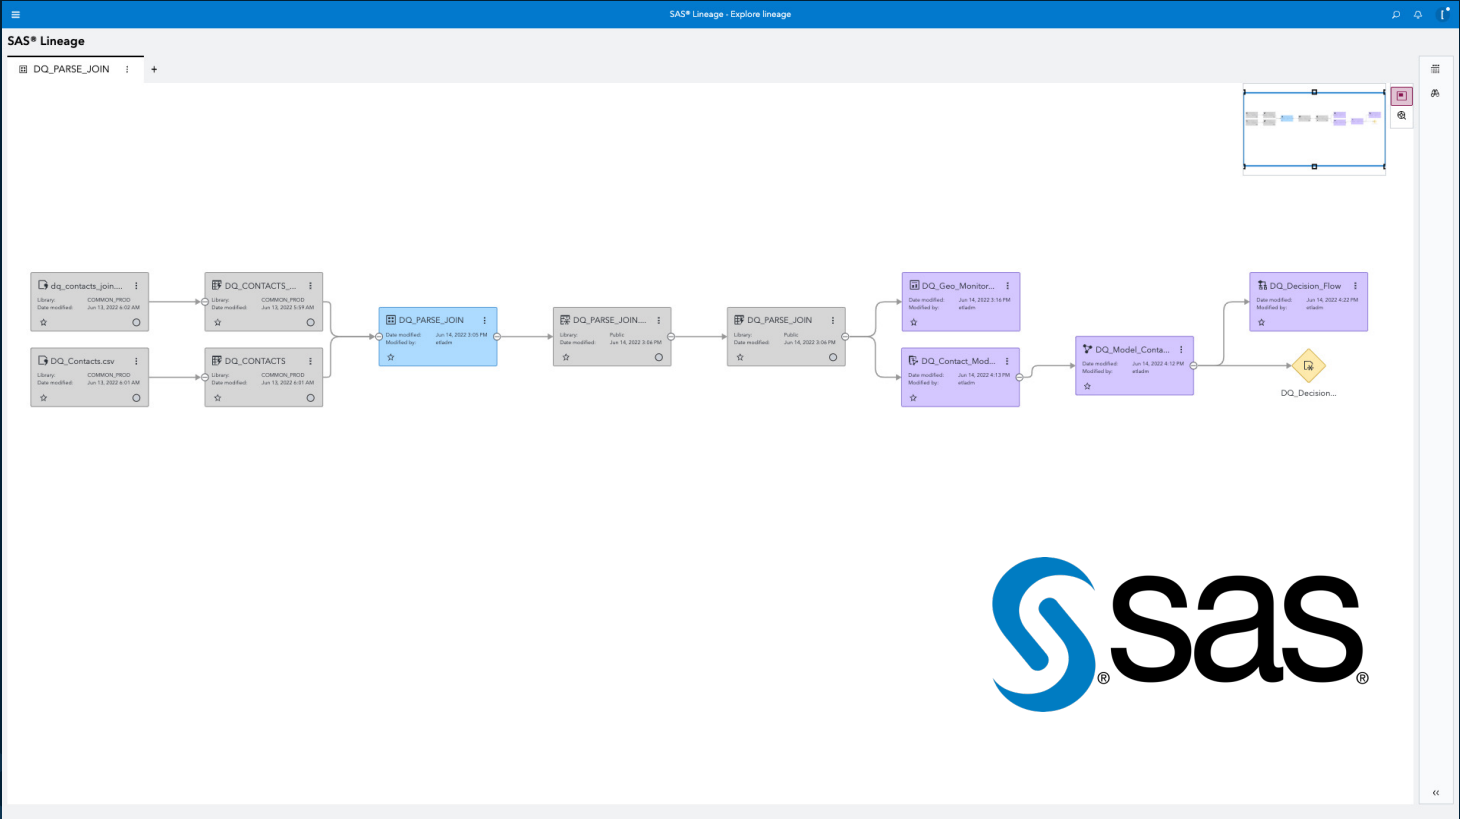 SAS® Lineage - Explore lineage
SAS® Lineage
DQ_PARSE_JOIN
+
dq_contacts_join....
Library: COMMON_PROD
Date modified: Jun 13, 2022 6:02 AM
DQ_CONTACTS_...
Library: COMMON_PROD
Date modified: Jun 13, 2022 5:59 AM
DQ_Contacts.csv
Library: COMMON_PROD
Date modified: Jun 13, 2022 6:01 AM
DQ_CONTACTS
Library: COMMON_PROD
Date modified: Jun 13, 2022 6:01 AM
DQ_PARSE_JOIN
Date modified: Jun 14, 2022 3:05 PM
Modified by: etladm
DQ_PARSE_JOIN....
Library: Public
Date modified: Jun 14, 2022 3:06 PM
DQ_PARSE_JOIN
Library: Public
Date modified: Jun 14, 2022 3:06 PM
DQ_Geo_Monitor...
Date modified: Jun 14, 2022 3:16 PM
Modified by: etladm
DQ_Contact_Mod...
Date modified: Jun 14, 2022 4:13 PM
Modified by: etladm
DQ_Model_Conta...
Date modified: Jun 14, 2022 4:12 PM
Modified by: etladm
DQ_Decision_Flow
Date modified: Jun 14, 2022 4:22 PM
Modified by: etladm
DQ_Decision...
sas®